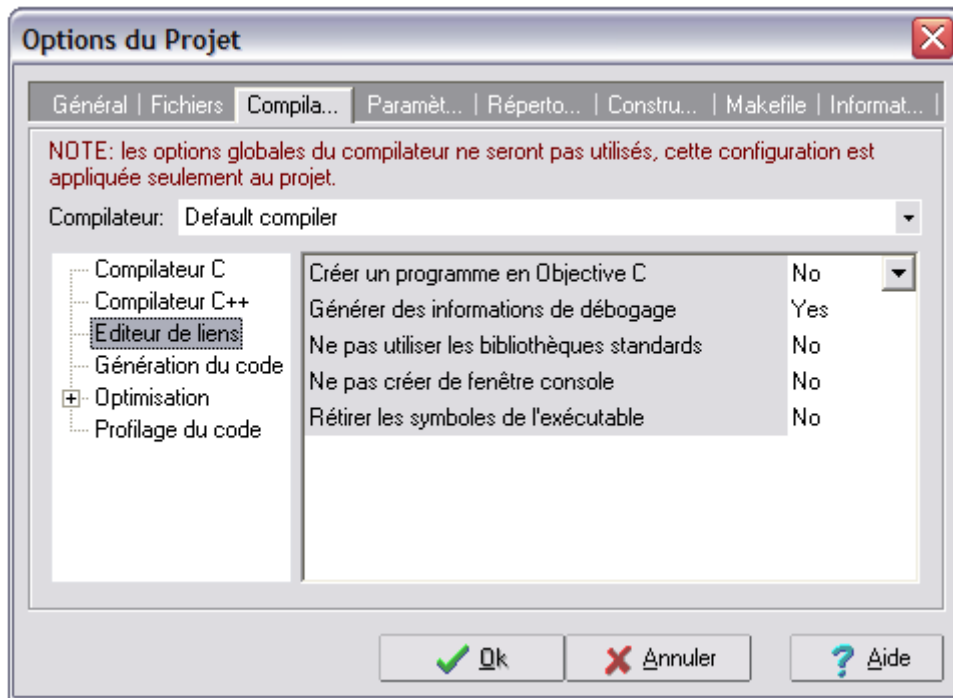 Options du Projet
Général | Fichiers Compila... Paramèt... | Réperto... | Constru... | Makefile | Informat... |
NOTE: les options globales du compilateur ne seront pas utilisés, cette configuration est
appliquée seulement au projet.
Compilateur: Default compiler
Compilateur C
Compilateur C++
Editeur de liens
Génération du code
Optimisation
Profilage du code
Créer un programme en Objective C No
Générer des informations de débogage Yes
Ne pas utiliser les bibliothèques standards No
Ne pas créer de fenêtre console No
Rétirer les symboles de l'exécutable No
Ok Annuler Aide